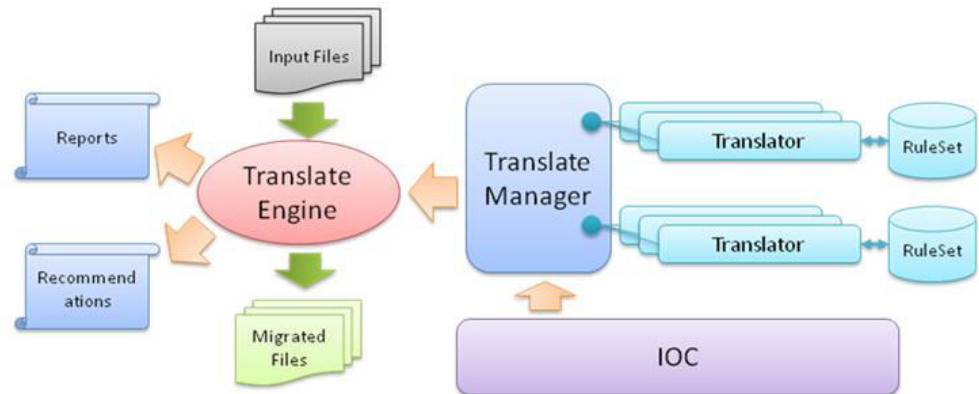 Input Files
Reports
Translate
Engine
Recommend
ations
Migrated
Files
Translate
Manager
Translator
RuleSet
Translator
RuleSet
IOC